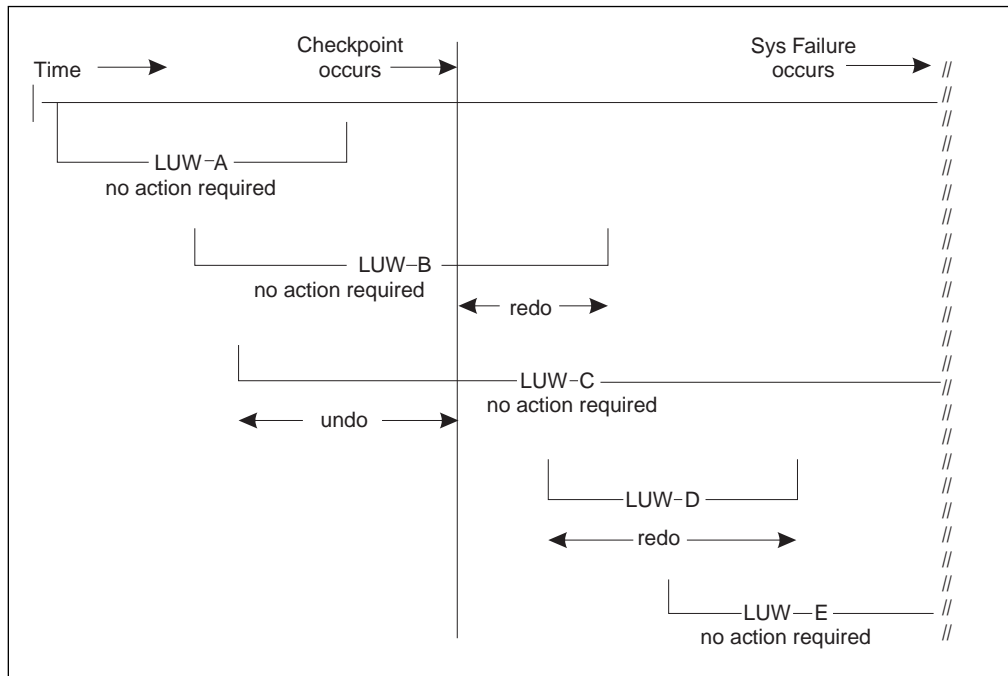 Time
Checkpoint
occurs
Sys Failure
occurs
LUW-A
no action required
LUW-B
no action required
redo
LUW-C
no action required
undo
LUW-D
redo
LUW-E
no action required